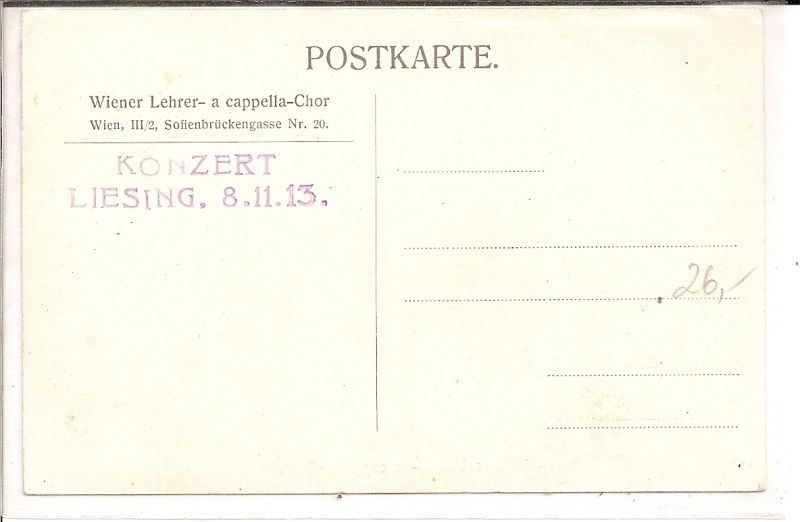 POSTKARTE.
Wiener Lehrer- a cappella-Chor
Wien, III/2, Sofienbrückengasse Nr. 20.
KONZERT
LIESING, 8.11.13.
26,-